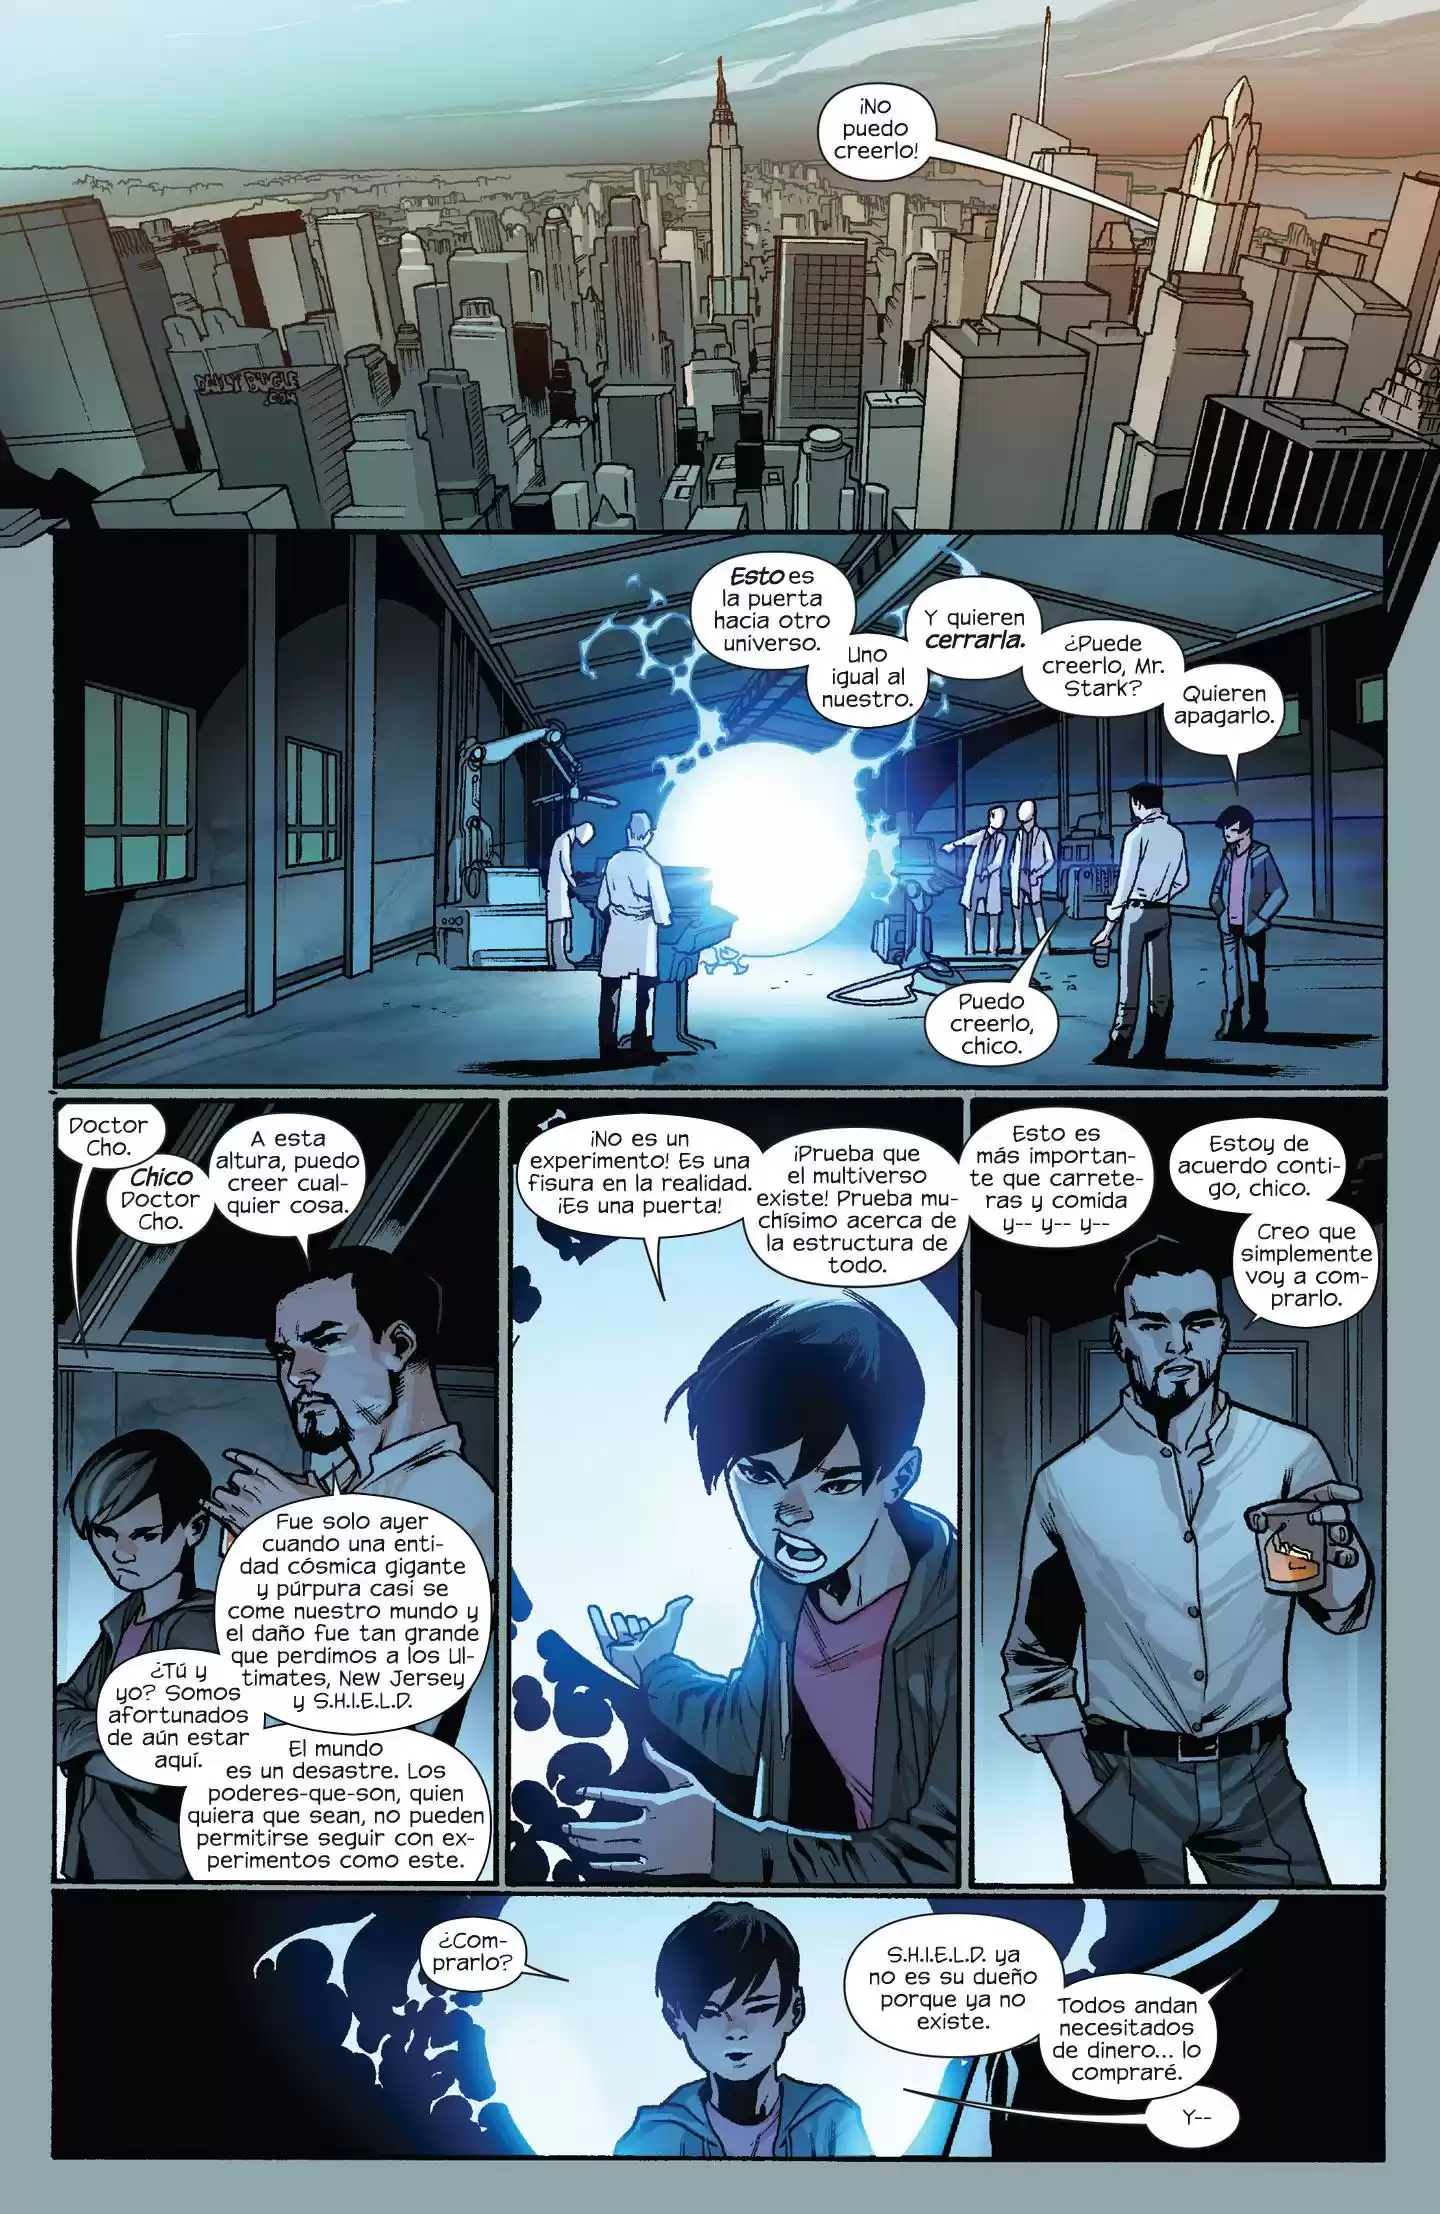 ¡No
puedo
creerlo!
DAILY BUGLE
.COM
Esto es
la puerta
hacia otro
universo.
Uno
igual al
nuestro.
Y quieren
cerrarla.
¿Puede
creerlo, Mr.
Stark?
Quieren
apagarlo.
Puedo
creerlo,
chico.
Doctor
Cho.
Chico
Doctor
Cho.
A esta
altura, puedo
creer cual-
quier cosa.
Fue solo ayer
cuando una enti-
dad cósmica gigante
y púrpura casi se
come nuestro mundo y
el daño fue tan grande
que perdimos a los Ul-
timates, New Jersey
y S.H.I.E.L.D.
¿Tú y
yo? Somos
afortunados
de aún estar
aquí.
El mundo
es un desastre. Los
poderes-que-son, quien
quiera que sean, no pueden
permitirse seguir con ex-
perimentos como este.
¡No es un
experimento! Es una
fisura en la realidad.
¡Es una puerta!
¡Prueba que
el multiverso
existe! Prueba mu-
chísimo acerca de
la estructura de
todo.
Esto es
más importan-
te que carrete-
ras y comida
y-- y-- y--
Estoy de
acuerdo conti-
go, chico.
Creo que
simplemente
voy a com-
prarlo.
¿Com-
prarlo?
S.H.I.E.L.D. ya
no es su dueño
porque ya no
existe.
Todos andan
necesitados
de dinero... lo
compraré.
Y--